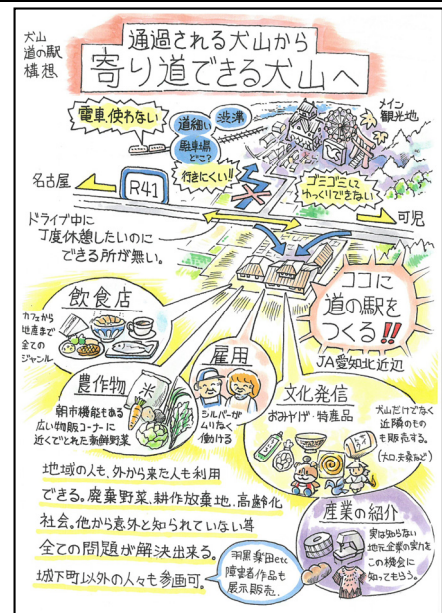 犬山
道の駅
構想
通過される犬山から
寄り道できる犬山へ
電車、使わない
道細い
渋滞
駐車場
どこ?
行きにくい!!
メイン
観光地
ゴミゴミして
ゆっくりできない
名古屋
R41
可児
ドライブ中に
丁度休憩したいのに
できる所が無い。
ココに
道の駅を
つくる!!
JA愛知北近辺
飲食店
カフェから
地産まで
全ての
ジャンル
雇用
シルバーが
ムリなく
働ける
農作物
米
朝市機能もある
広い物販コーナーに
近くでとれた新鮮野菜
文化発信
おみやげ・特産品
犬山だけでなく
近隣のもの
も販売する。
(大口、扶桑など)
地域の人も、外から来た人も利用
できる。廃棄野菜、耕作放棄地、高齢化
社会。他から意外と知られていない等
全ての問題が解決出来る。
城下町以外の人々も参画可。
羽黒 楽田etc
障害者作品も
展示販売。
産業の紹介
実は知らない
地元企業の実力を
この機会に
知ってもらう。